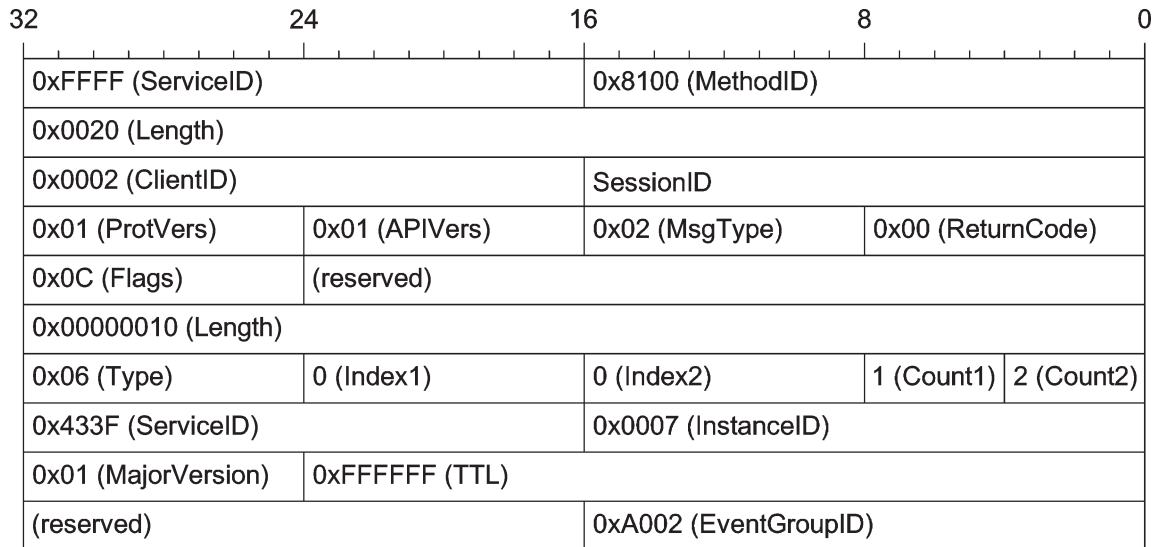 32 24 16 8 0
0xFFFF (ServiceID) 0x8100 (MethodID)
0x0020 (Length)
0x0002 (ClientID) SessionID
0x01 (ProtVers) 0x01 (APIVers) 0x02 (MsgType) 0x00 (ReturnCode)
0x0C (Flags) (reserved)
0x00000010 (Length)
0x06 (Type) 0 (Index1) 0 (Index2) 1 (Count1) 2 (Count2)
0x433F (ServiceID) 0x0007 (InstanceID)
0x01 (MajorVersion) 0xFFFFFF (TTL)
(reserved) 0xA002 (EventGroupID)